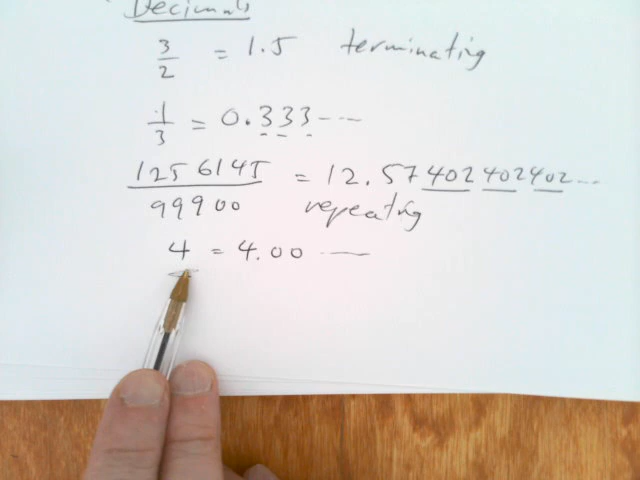 Decimals
3/2 = 1.5 terminating
1/3 = 0.333----
1256145/99900 = 12.57402402402...
repeating
4 = 4.00 ----